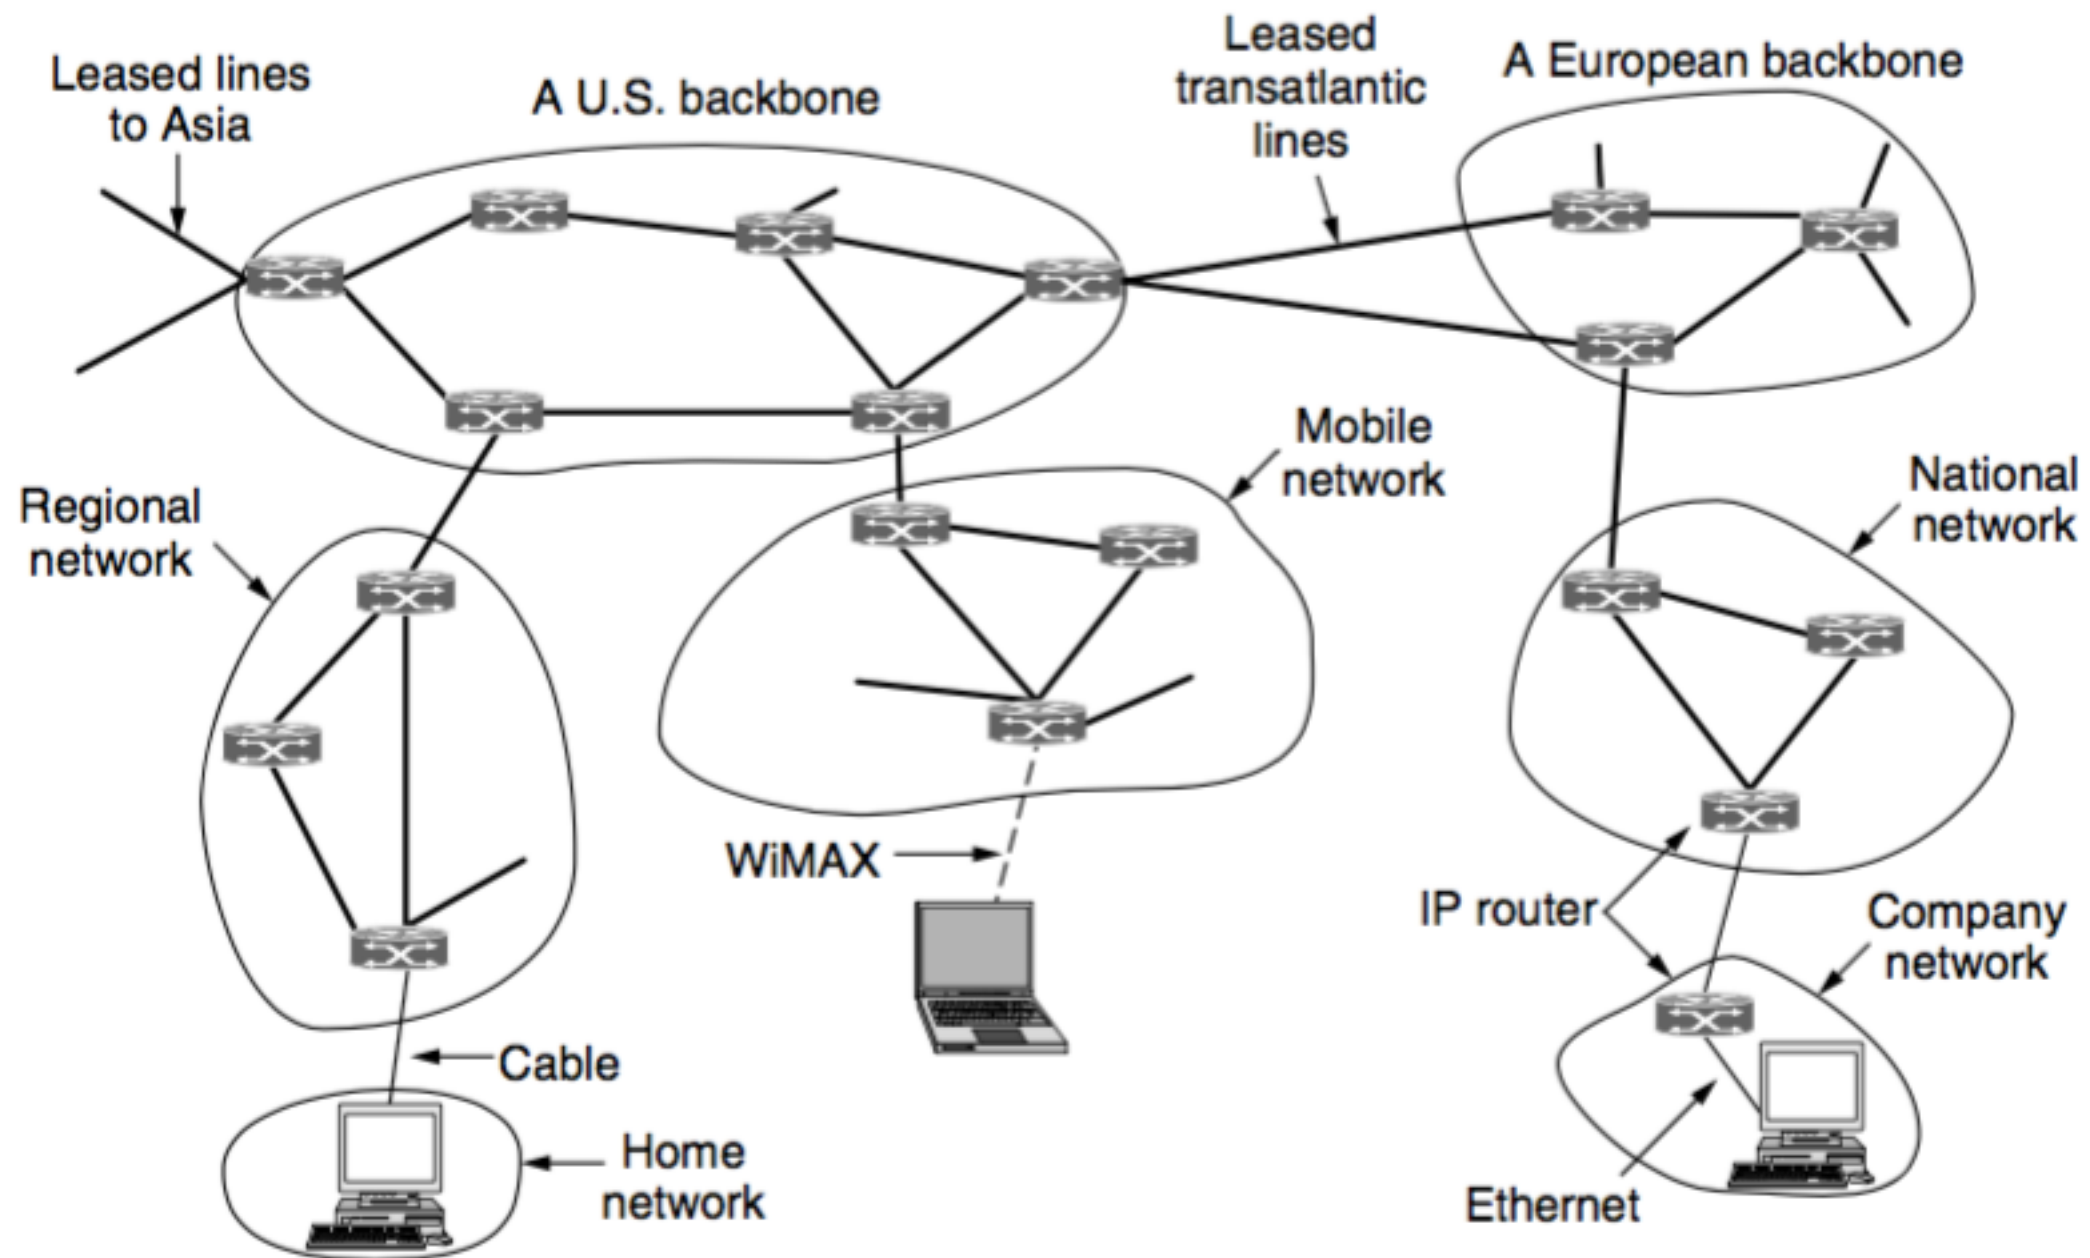 Leased lines
to Asia
A U.S. backbone
Leased
transatlantic
lines
A European backbone
Regional
network
Mobile
network
National
network
WiMAX
IP router
Company
network
Cable
Home
network
Ethernet